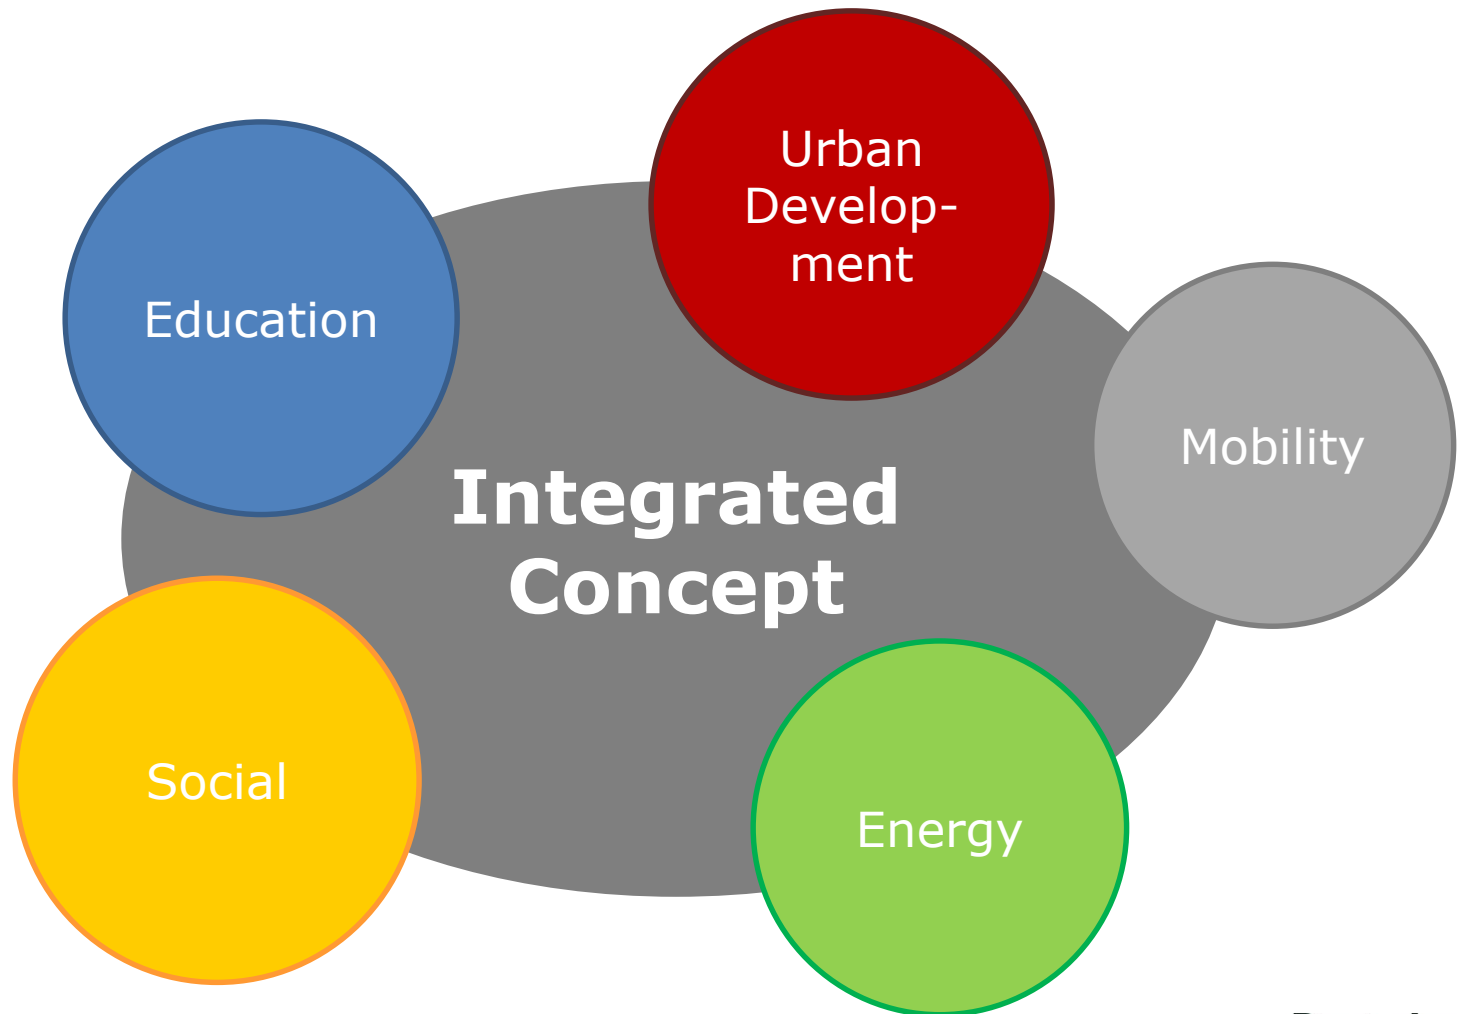 Urban
Develop-
ment
Education
Mobility
Integrated
Concept
Social
Energy